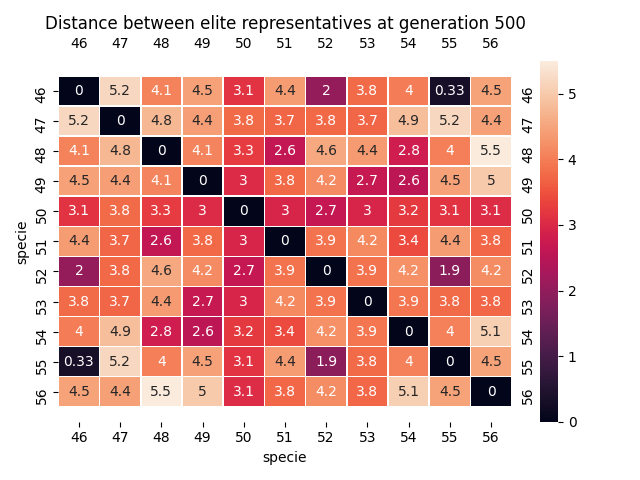 Distance between elite representatives at generation 500
46 47 48 49 50 51 52 53 54 55 56
46 0 5.2 4.1 4.5 3.1 4.4 2 3.8 4 0.33 4.5 46
47 5.2 0 4.8 4.4 3.8 3.7 3.8 3.7 4.9 5.2 4.4 47
48 4.1 4.8 0 4.1 3.3 2.6 4.6 4.4 2.8 4 5.5 48
49 4.5 4.4 4.1 0 3 3.8 4.2 2.7 2.6 4.5 5 49
50 3.1 3.8 3.3 3 0 3 2.7 3 3.2 3.1 3.1 50
51 4.4 3.7 2.6 3.8 3 0 3.9 4.2 3.4 4.4 3.8 51
52 2 3.8 4.6 4.2 2.7 3.9 0 3.9 4.2 1.9 4.2 52
53 3.8 3.7 4.4 2.7 3 4.2 3.9 0 3.9 3.8 3.8 53
54 4 4.9 2.8 2.6 3.2 3.4 4.2 3.9 0 4 5.1 54
55 0.33 5.2 4 4.5 3.1 4.4 1.9 3.8 4 0 4.5 55
56 4.5 4.4 5.5 5 3.1 3.8 4.2 3.8 5.1 4.5 0 56
46 47 48 49 50 51 52 53 54 55 56
specie
specie
5
4
3
2
1
0